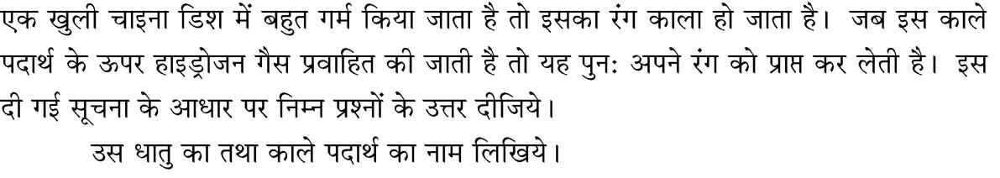 एक खुली चाइना डिश में बहुत गर्म किया जाता है तो इसका रंग काला हो जाता है। जब इस काले
पदार्थ के ऊपर हाइड्रोजन गैस प्रवाहित की जाती है तो यह पुनः अपने रंग को प्राप्त कर लेती है। इस
दी गई सूचना के आधार पर निम्न प्रश्नों के उत्तर दीजिये।
उस धातु का तथा काले पदार्थ का नाम लिखिये।